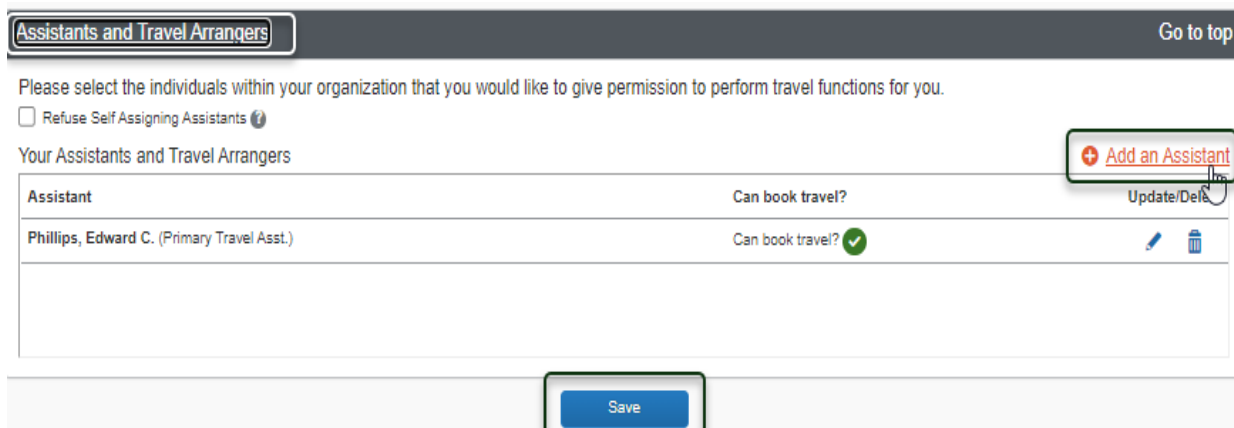 Assistants and Travel Arrangers Go to top
Please select the individuals within your organization that you would like to give permission to perform travel functions for you.
Refuse Self Assigning Assistants ?
Your Assistants and Travel Arrangers Add an Assistant
Assistant Can book travel? Update/Dele
Phillips, Edward C. (Primary Travel Asst.) Can book travel?
Save